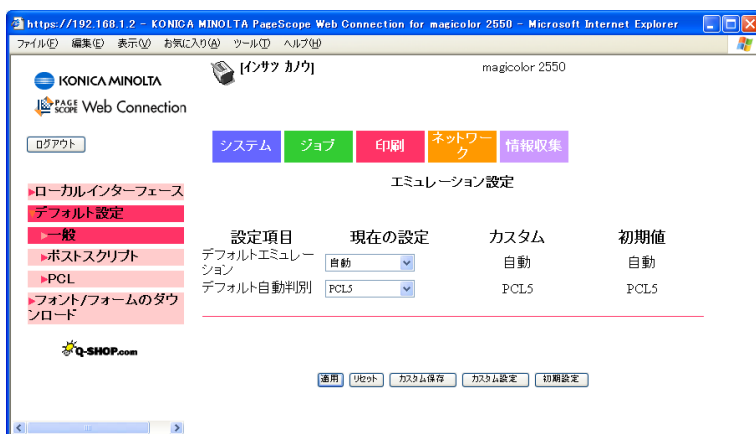 https://192.168.1.2 - KONICA MINOLTA PageScope Web Connection for magicolor 2550 - Microsoft Internet Explorer
ファイル(F) 編集(E) 表示(V) お気に入り(A) ツール(T) ヘルプ(H)
KONICA MINOLTA
[インサツ カノウ]
magicolor 2550
PAGE SCOPE Web Connection
ログアウト
システム ジョブ 印刷 ネットワー
ク 情報収集
エミュレーション設定
ローカルインターフェース
デフォルト設定
一般
ポストスクリプト
PCL
フォント/フォームのダウ
ンロード
Q-SHOP.com
設定項目 現在の設定 カスタム 初期値
デフォルトエミュレー
ション 自動 自動 自動
デフォルト自動判別 PCL5 PCL5 PCL5
適用 リセット カスタム保存 カスタム設定 初期設定